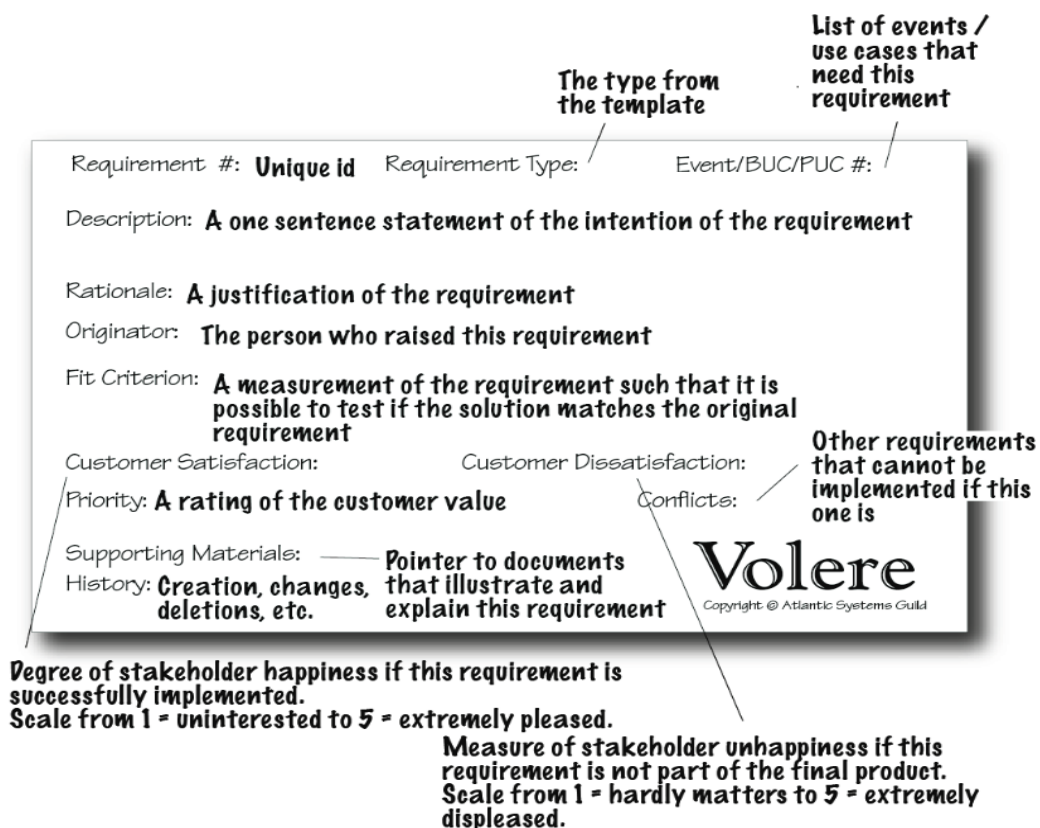 List of events /
use cases that
need this
requirement
The type from
the template
Requirement #: Unique id Requirement Type: Event/BUC/PUC #:
Description: A one sentence statement of the intention of the requirement
Rationale: A justification of the requirement
Originator: The person who raised this requirement
Fit Criterion: A measurement of the requirement such that it is
possible to test if the solution matches the original
requirement
Customer Satisfaction: Customer Dissatisfaction:
Other requirements
that cannot be
implemented if this
one is
Priority: A rating of the customer value Conflicts:
Supporting Materials: Pointer to documents
that illustrate and
explain this requirement
History: Creation, changes,
deletions, etc.
Volere
Copyright © Atlantic Systems Guild
Degree of stakeholder happiness if this requirement is
successfully implemented.
Scale from 1 = uninterested to 5 = extremely pleased.
Measure of stakeholder unhappiness if this
requirement is not part of the final product.
Scale from 1 = hardly matters to 5 = extremely
displeased.